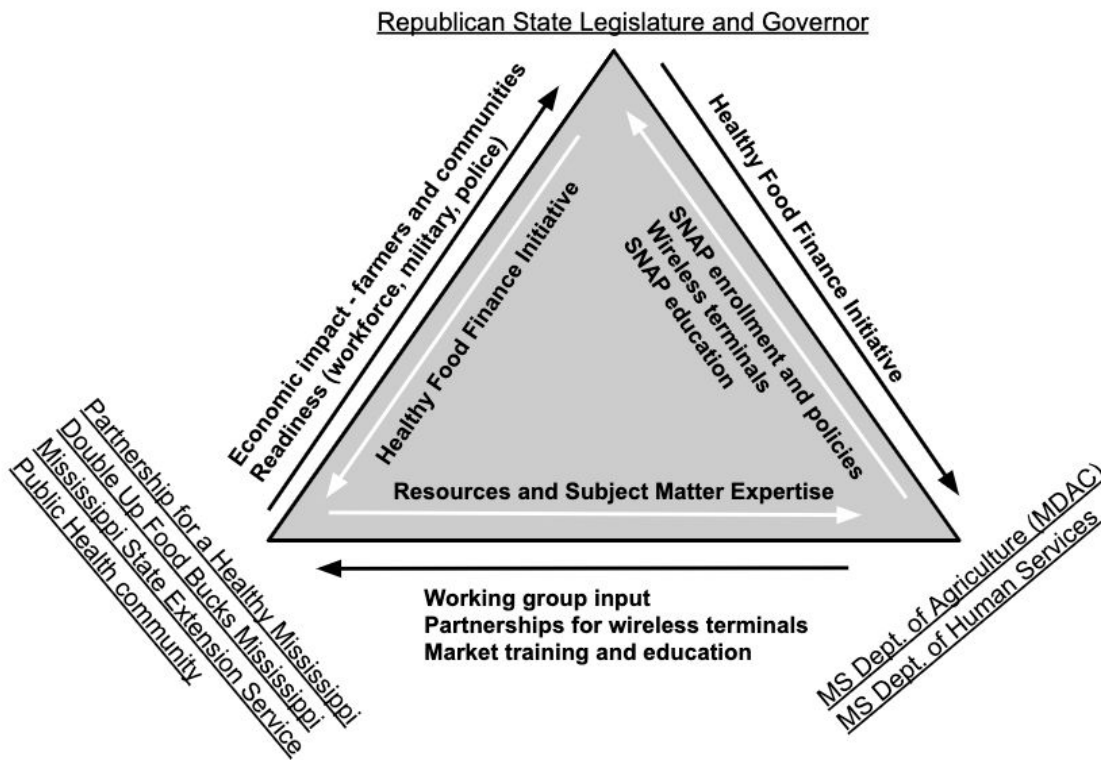 Republican State Legislature and Governor
Economic impact - farmers and communities
Readiness (workforce, military, police)
Healthy Food Finance Initiative
Healthy Food Finance Initiative
SNAP enrollment and policies
Wireless terminals
SNAP education
Resources and Subject Matter Expertise
Working group input
Partnerships for wireless terminals
Market training and education
Partnership for a Healthy Mississippi
Double Up Food Bucks Mississippi
Mississippi State Extension Service
Public Health community
MS Dept. of Agriculture (MDAC)
MS Dept. of Human Services